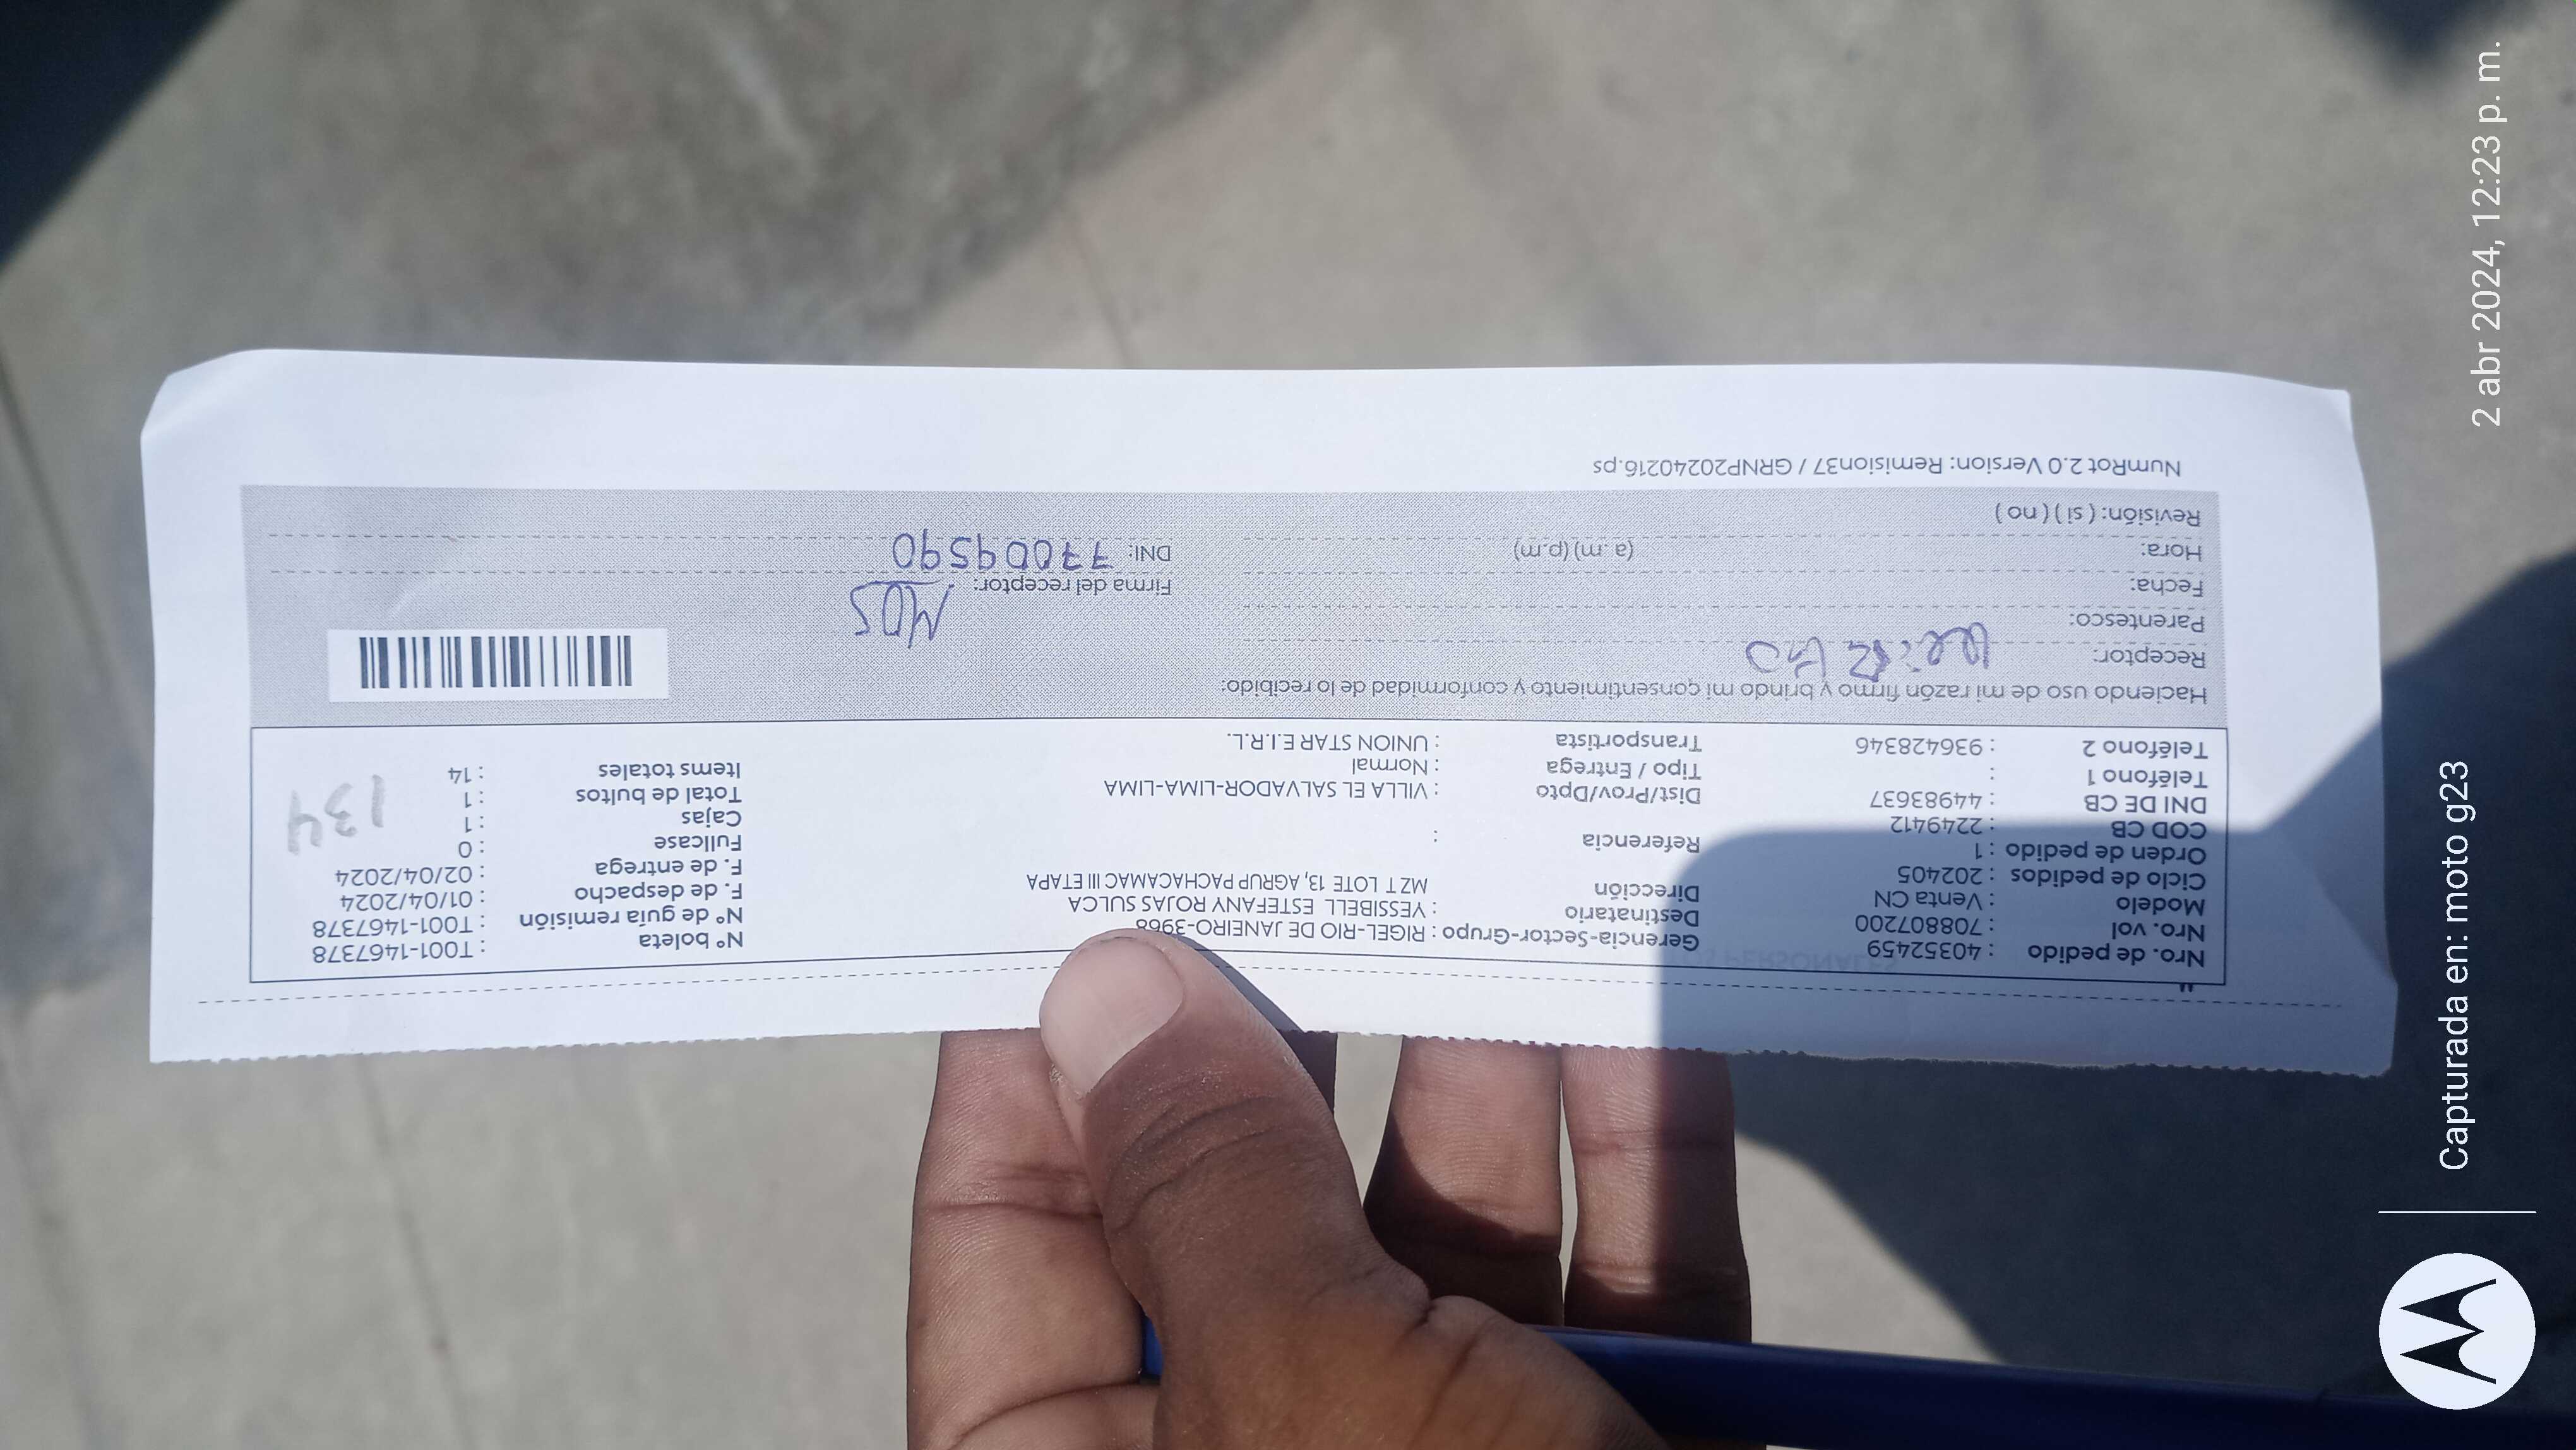 Nro. de pedido : 40352459
Nro. vol : 708807200
Modelo : Venta CN
Ciclo de pedidos : 202405
Orden de pedido : 1
COD CB : 2249412
DNI DE CB : 44983637
Teléfono 1 :
Teléfono 2 : 936428346
Gerencia-Sector-Grupo : RIGEL-RIO DE JANEIRO-3968
Destinatario : YESSIBELL ESTEFANY ROJAS SULCA
Dirección MZ T LOTE 13, AGRUP PACHACAMAC III ETAPA
Referencia :
Dist/Prov/Dpto : VILLA EL SALVADOR-LIMA-LIMA
Tipo / Entrega : Normal
Transportista : UNION STAR E.I.R.L.
N° boleta : T001-1467378
N° de guía remisión : T001-1467378
F. de despacho : 01/04/2024
F. de entrega : 02/04/2024
Fullcase : 0
Cajas : 1
Total de bultos : 1
Items totales : 14
134
Haciendo uso de mi razón firmo y brindo mi consentimiento y conformidad de lo recibido:
Receptor:
Parentesco:
Fecha:
Hora: (a. m) (p.m)
Revisión: ( si ) ( no )
Firma del receptor:
DNI: 77009590
NumRot 2.0 Version: Remision37 / GRNP20240216.ps
2 abr 2024, 12:23 p. m.
Capturada en: moto g23